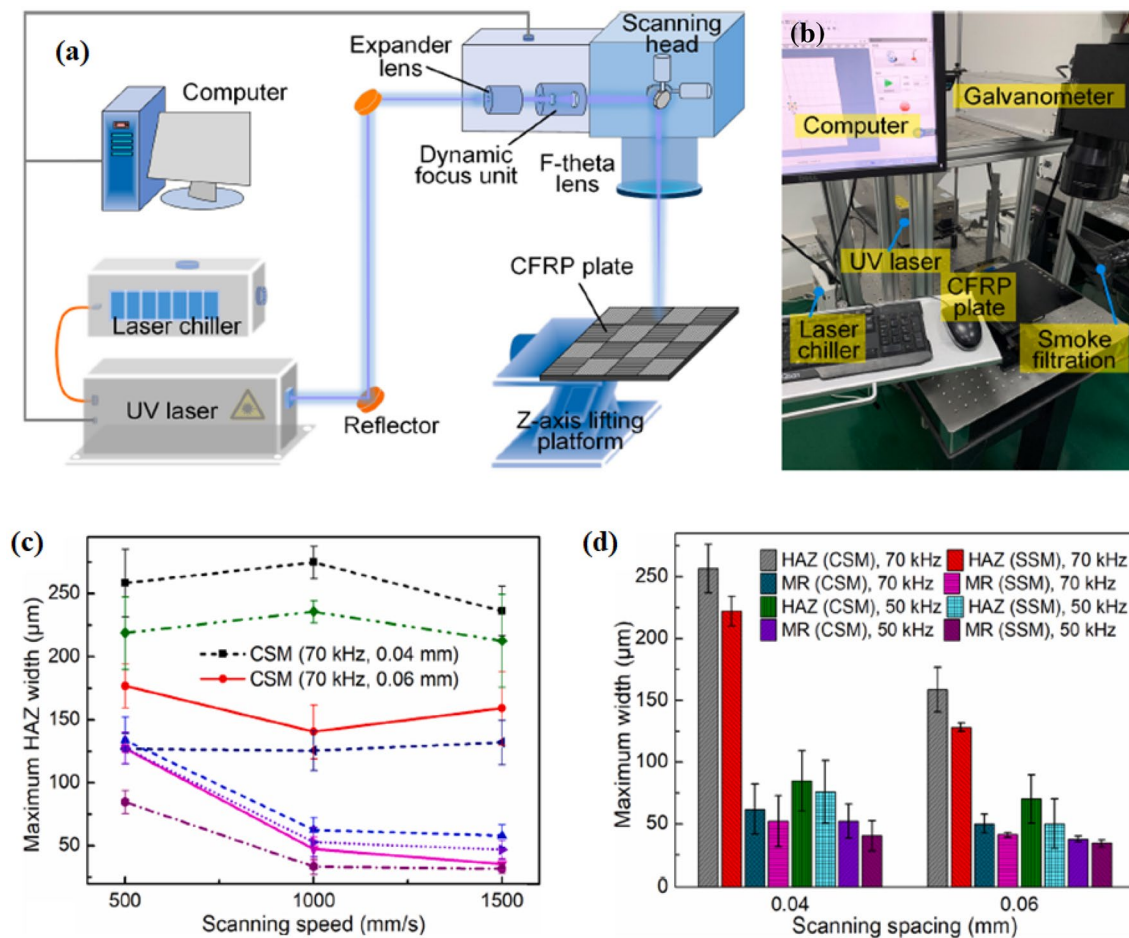 (a)
Computer
Expander
lens
Scanning
head
Dynamic
focus unit
F-theta
lens
CFRP plate
Laser chiller
UV laser
Reflector
Z-axis lifting
platform
(b)
Computer
Galvanometer
UV laser
CFRP
plate
Laser
chiller
Smoke
filtration
(c)
Maximum HAZ width (μm)
250
225
200
175
150
125
100
75
50
CSM (70 kHz, 0.04 mm)
CSM (70 kHz, 0.06 mm)
500
1000
1500
Scanning speed (mm/s)
(d)
Maximum width (μm)
250
200
150
100
50
0
HAZ (CSM), 70 kHz
HAZ (SSM), 70 kHz
MR (CSM), 70 kHz
MR (SSM), 70 kHz
HAZ (CSM), 50 kHz
HAZ (SSM), 50 kHz
MR (CSM), 50 kHz
MR (SSM), 50 kHz
0.04
0.06
Scanning spacing (mm)